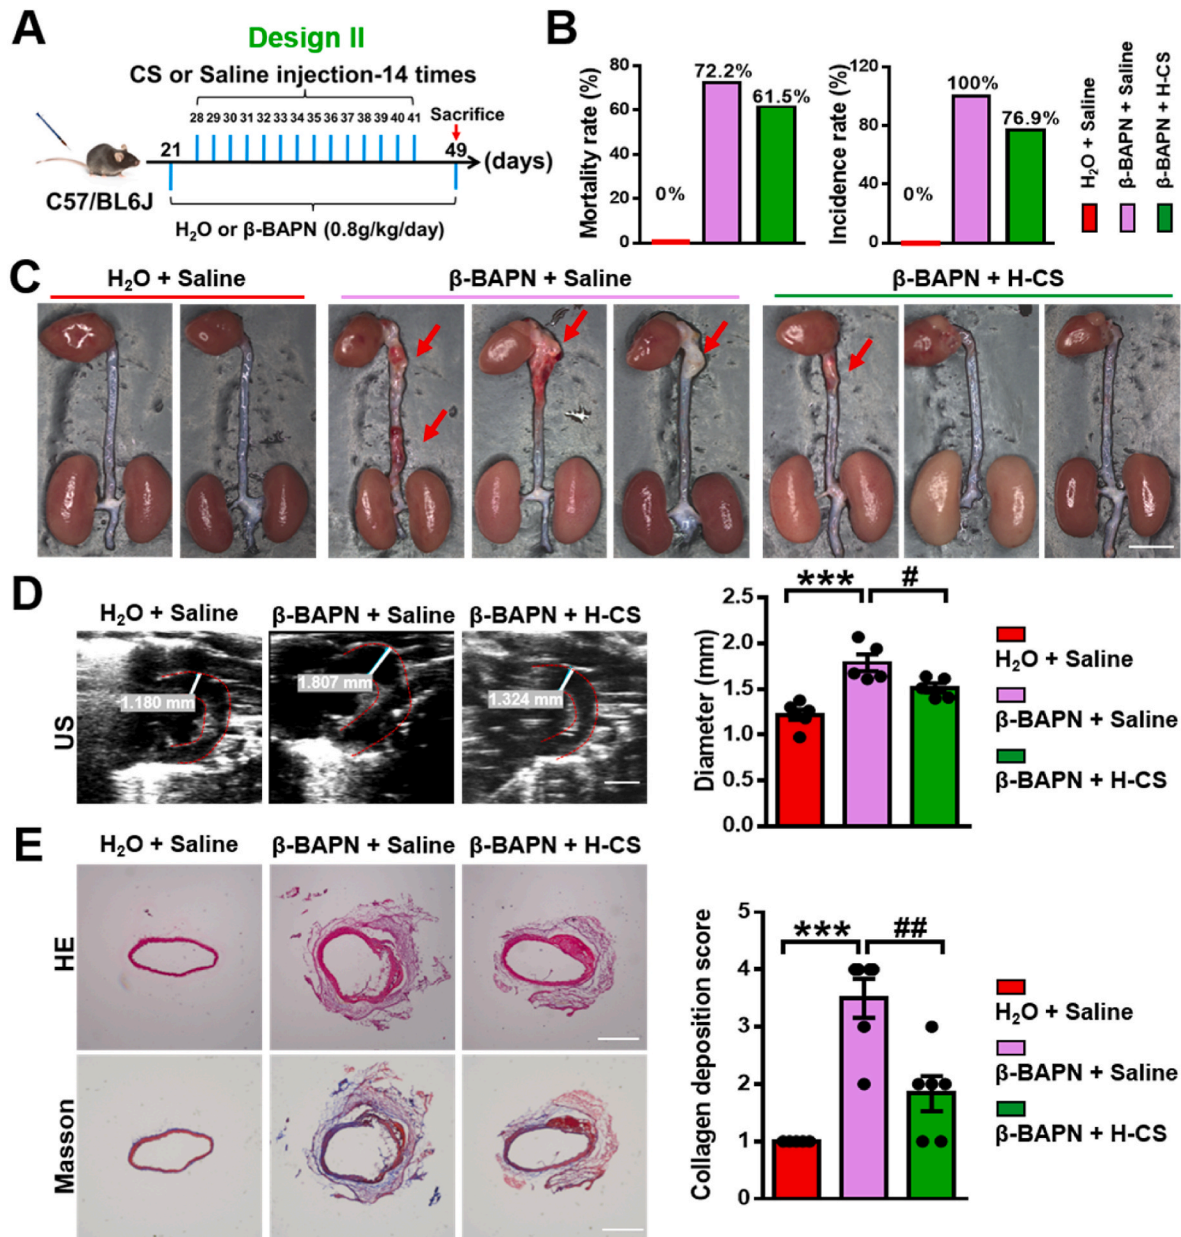 A
Design II
CS or Saline injection-14 times
28 29 30 31 32 33 34 35 36 37 38 39 40 41
Sacrifice
21
49
(days)
C57/BL6J
H₂O or β-BAPN (0.8g/kg/day)
B
Mortality rate (%)
80
60
40
20
0
0%
72.2%
61.5%
Incidence rate (%)
120
80
40
0
0%
100%
76.9%
H₂O + Saline
β-BAPN + Saline
β-BAPN + H-CS
C
H₂O + Saline
β-BAPN + Saline
β-BAPN + H-CS
D
H₂O + Saline
β-BAPN + Saline
β-BAPN + H-CS
US
1.180 mm
1.807 mm
1.324 mm
Diameter (mm)
2.5
2.0
1.5
1.0
0.5
0.0
***
#
H₂O + Saline
β-BAPN + Saline
β-BAPN + H-CS
E
H₂O + Saline
β-BAPN + Saline
β-BAPN + H-CS
HE
Masson
Collagen deposition score
5
4
3
2
1
0
***
##
H₂O + Saline
β-BAPN + Saline
β-BAPN + H-CS